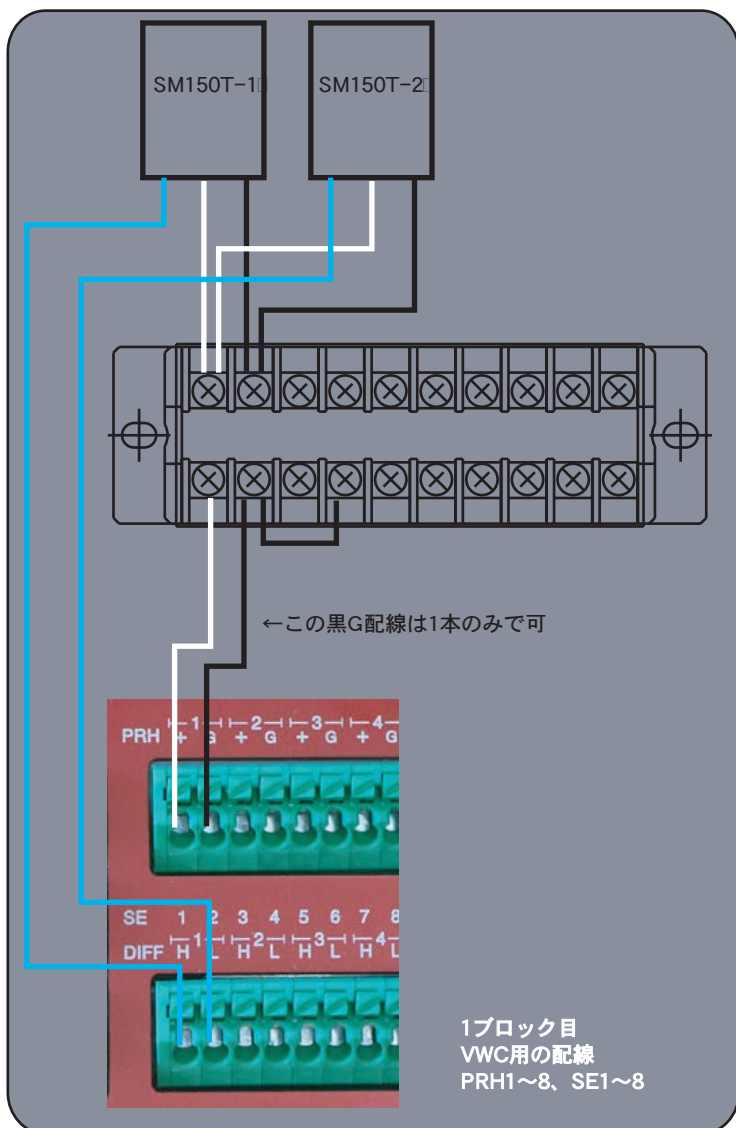 SM150T-1 SM150T-2
←この黒G配線は1本のみで可
PRH 1 2 3 4
+ G + G + G + G
SE 1 2 3 4 5 6 7 8
DIFF 1 2 3 4
H L H L H L H L
1ブロック目
VWC用の配線
PRH1～8、SE1～8